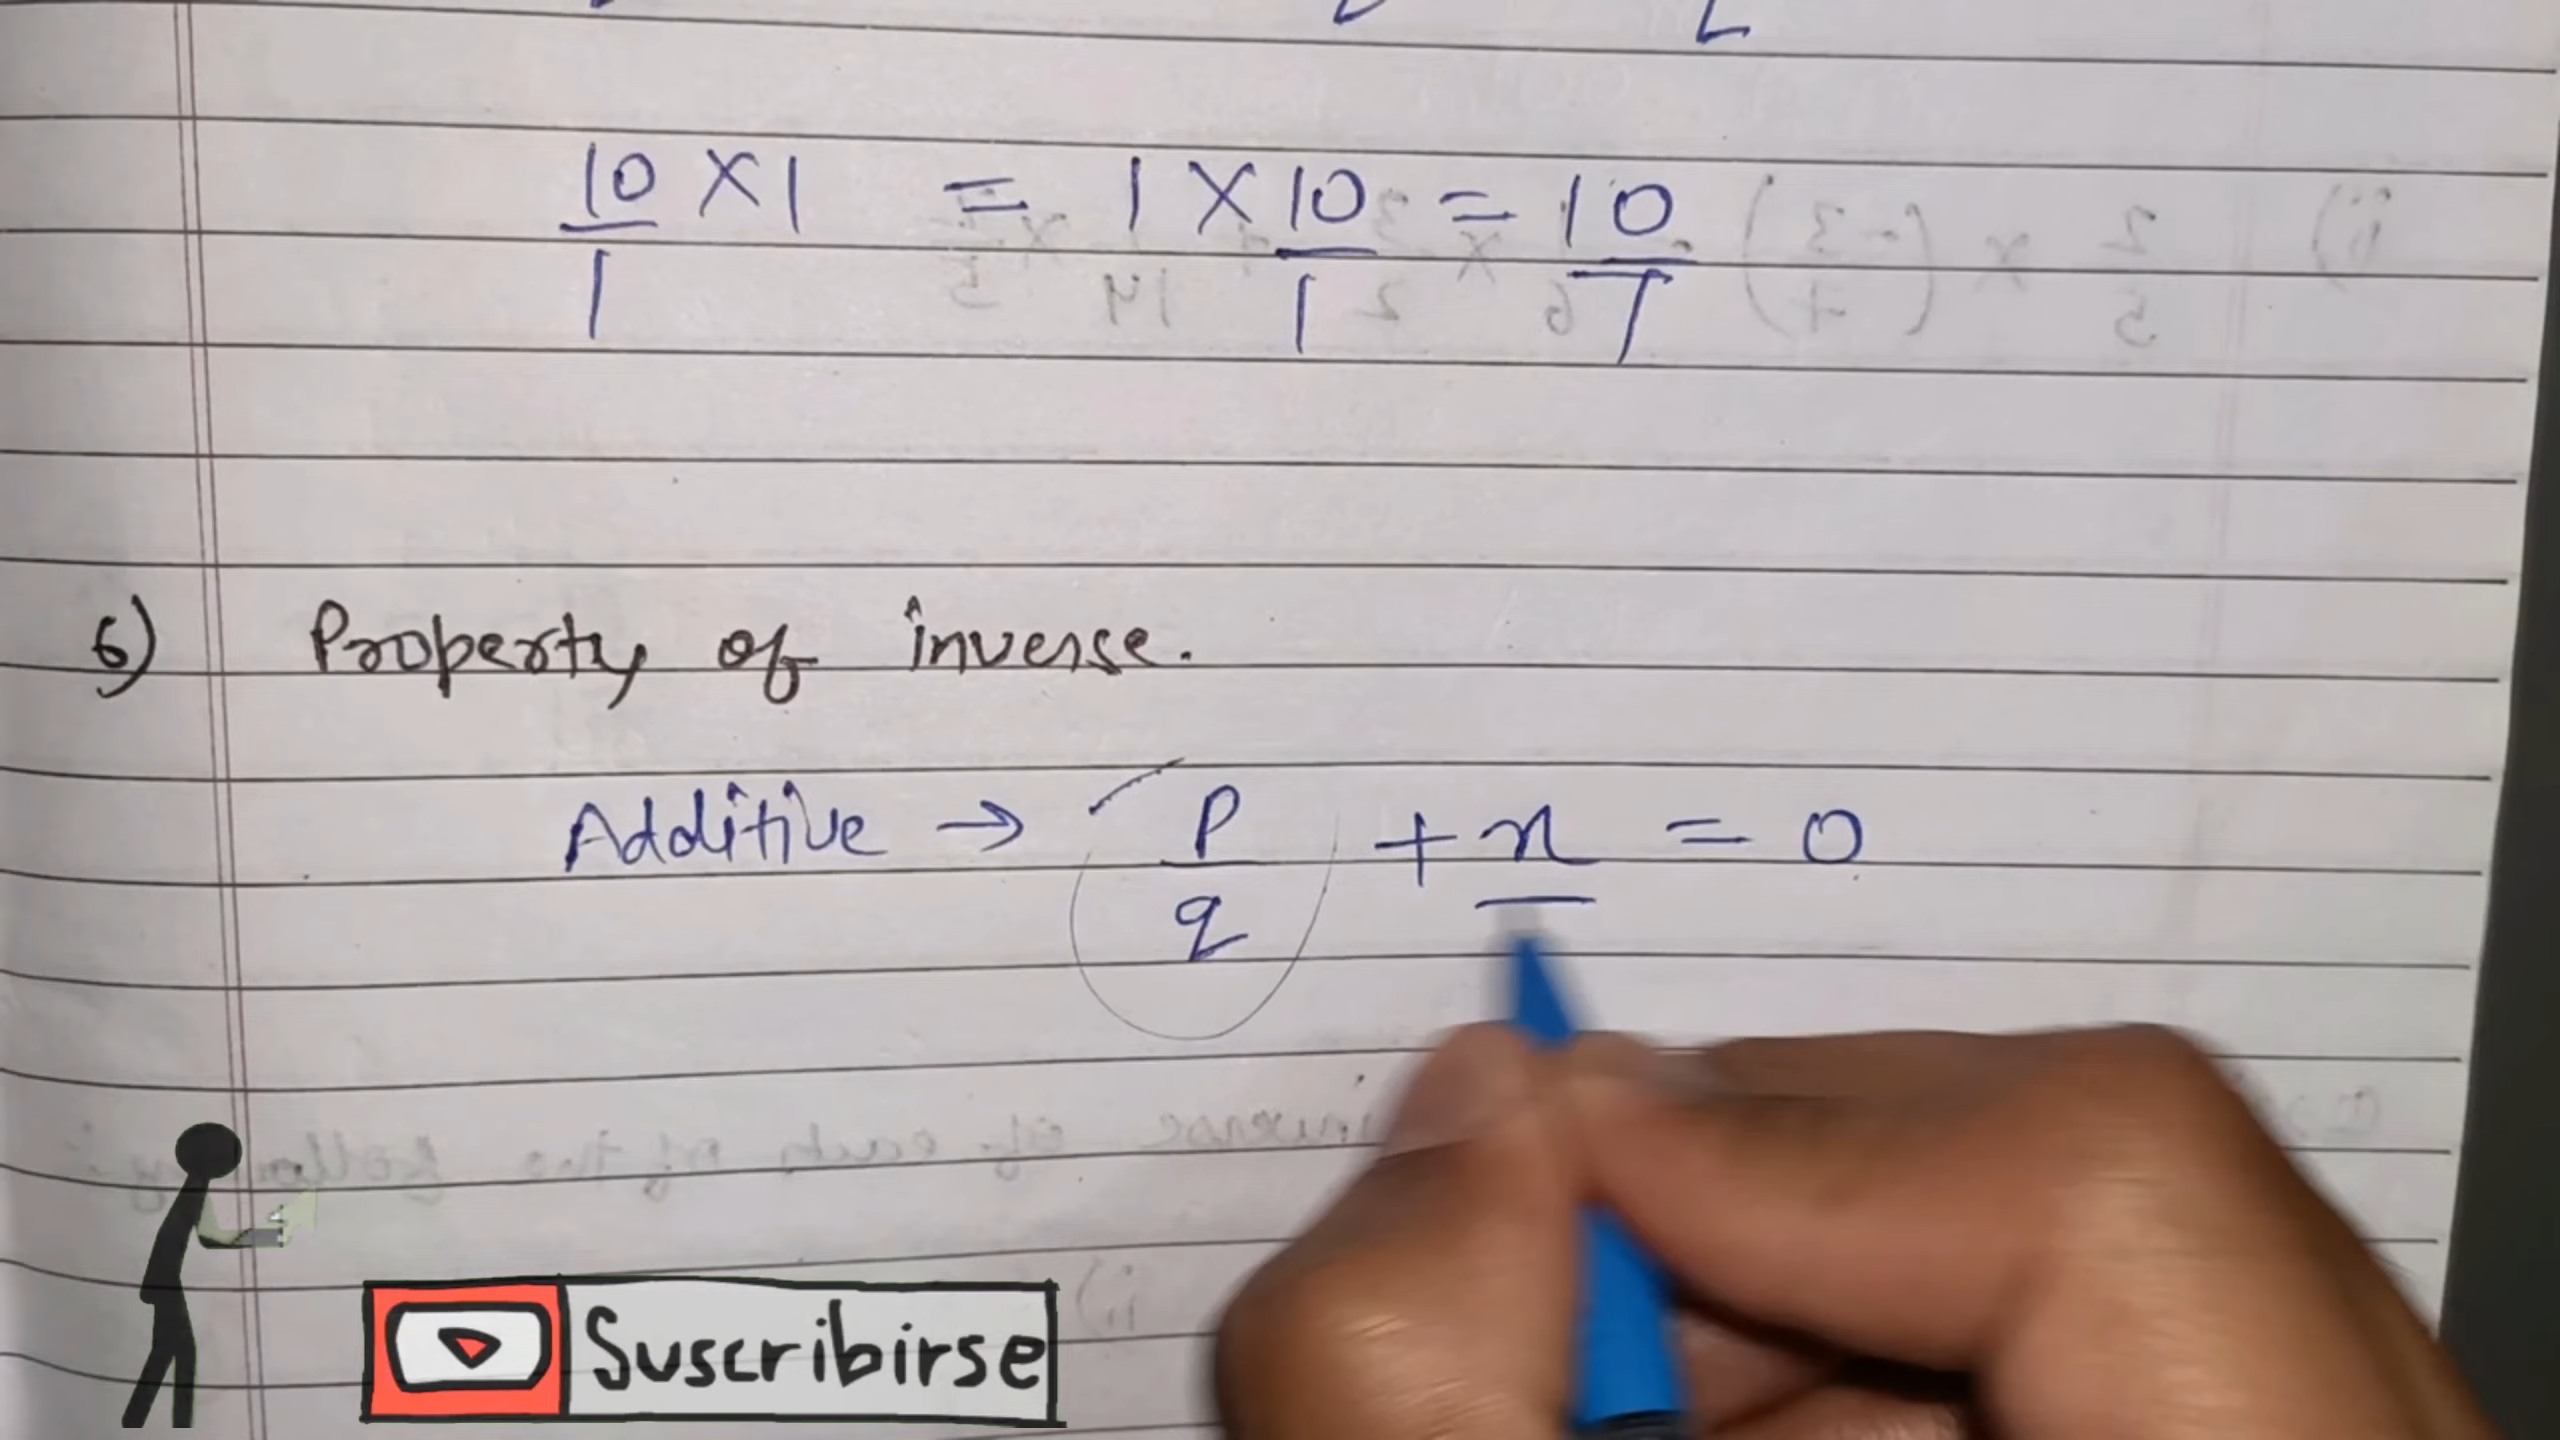 10/1 X 1 = 1 X 10/1 = 10/1
6) Property of inverse.
Additive → p/q + x = 0
Suscribirse